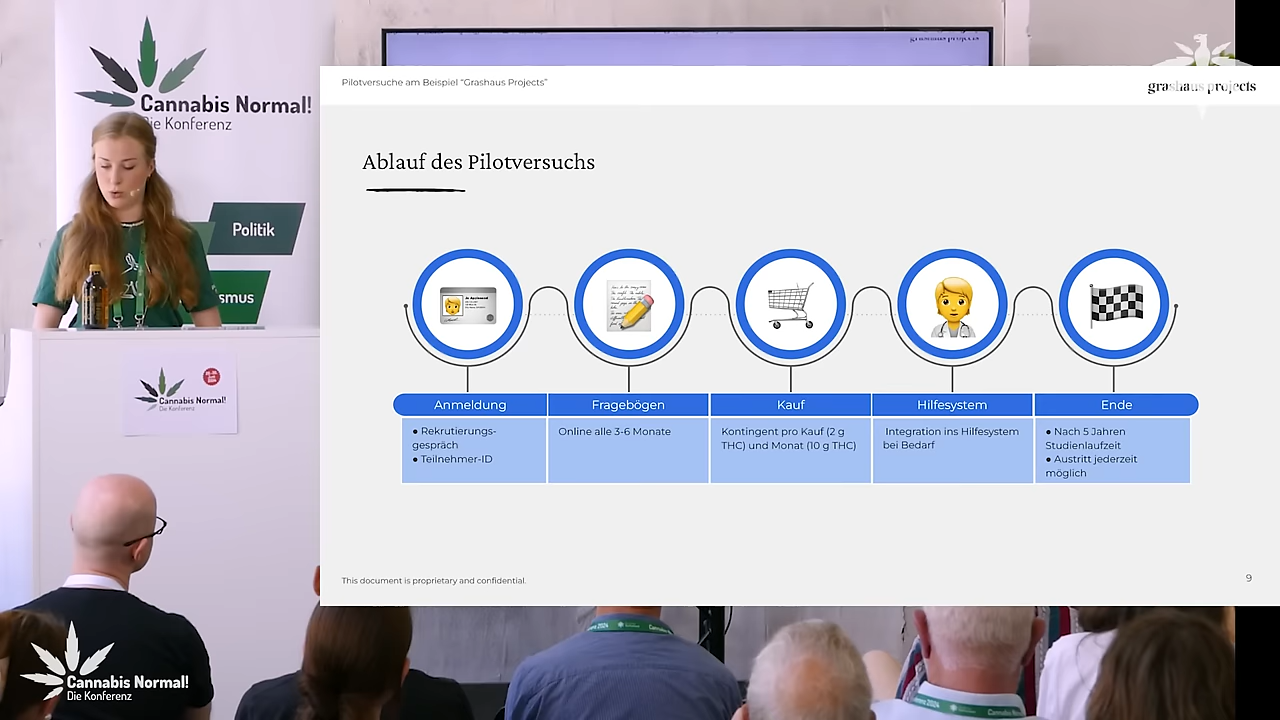 Cannabis Normal!
Die Konferenz
Politik
smus
Cannabis Normal!
Die Konferenz
Pilotversuche am Beispiel "Grashaus Projects"
grashaus projects
Ablauf des Pilotversuchs
Anmeldung
● Rekrutierungs-
gespräch
● Teilnehmer-ID
Fragebögen
Online alle 3-6 Monate
Kauf
Kontingent pro Kauf (2 g
THC) und Monat (10 g THC)
Hilfesystem
Integration ins Hilfesystem
bei Bedarf
Ende
● Nach 5 Jahren
Studienlaufzeit
● Austritt jederzeit
möglich
This document is proprietary and confidential.
9
Cannabis Normal!
Die Konferenz